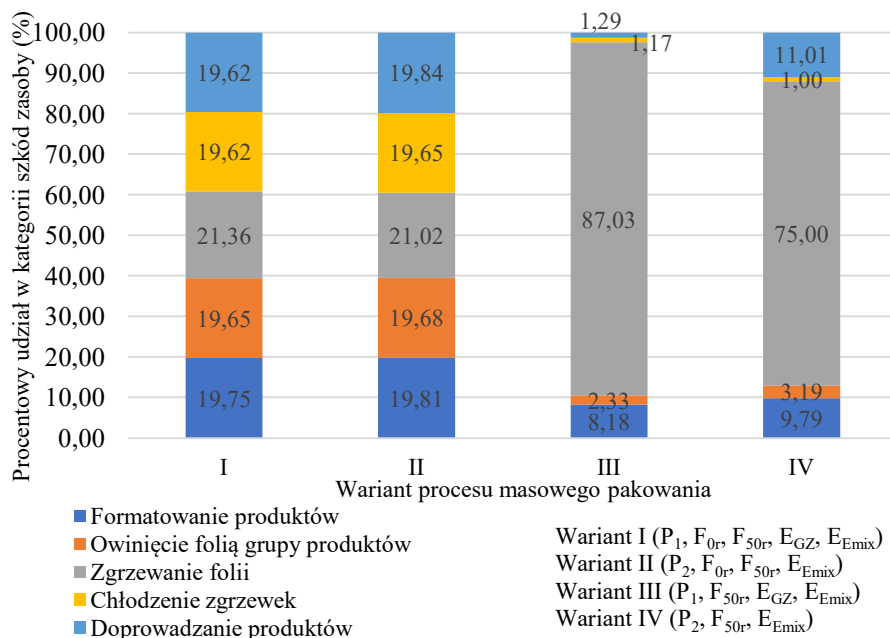 Procentowy udział w kategorii szkód zasoby (%)
100,00
90,00
80,00
70,00
60,00
50,00
40,00
30,00
20,00
10,00
0,00
19,62
19,62
21,36
19,65
19,75
19,84
19,65
21,02
19,68
19,81
1,29
1,17
87,03
2,33
8,18
11,01
1,00
75,00
3,19
9,79
I II III IV
Wariant procesu masowego pakowania
Formatowanie produktów
Owinięcie folią grupy produktów
Zgrzewanie folii
Chłodzenie zgrzewek
Doprowadzanie produktów
Wariant I (P1, F0r, F50r, EGZ, EEmix)
Wariant II (P2, F0r, F50r, EEmix)
Wariant III (P1, F50r, EGZ, EEmix)
Wariant IV (P2, F50r, EEmix)